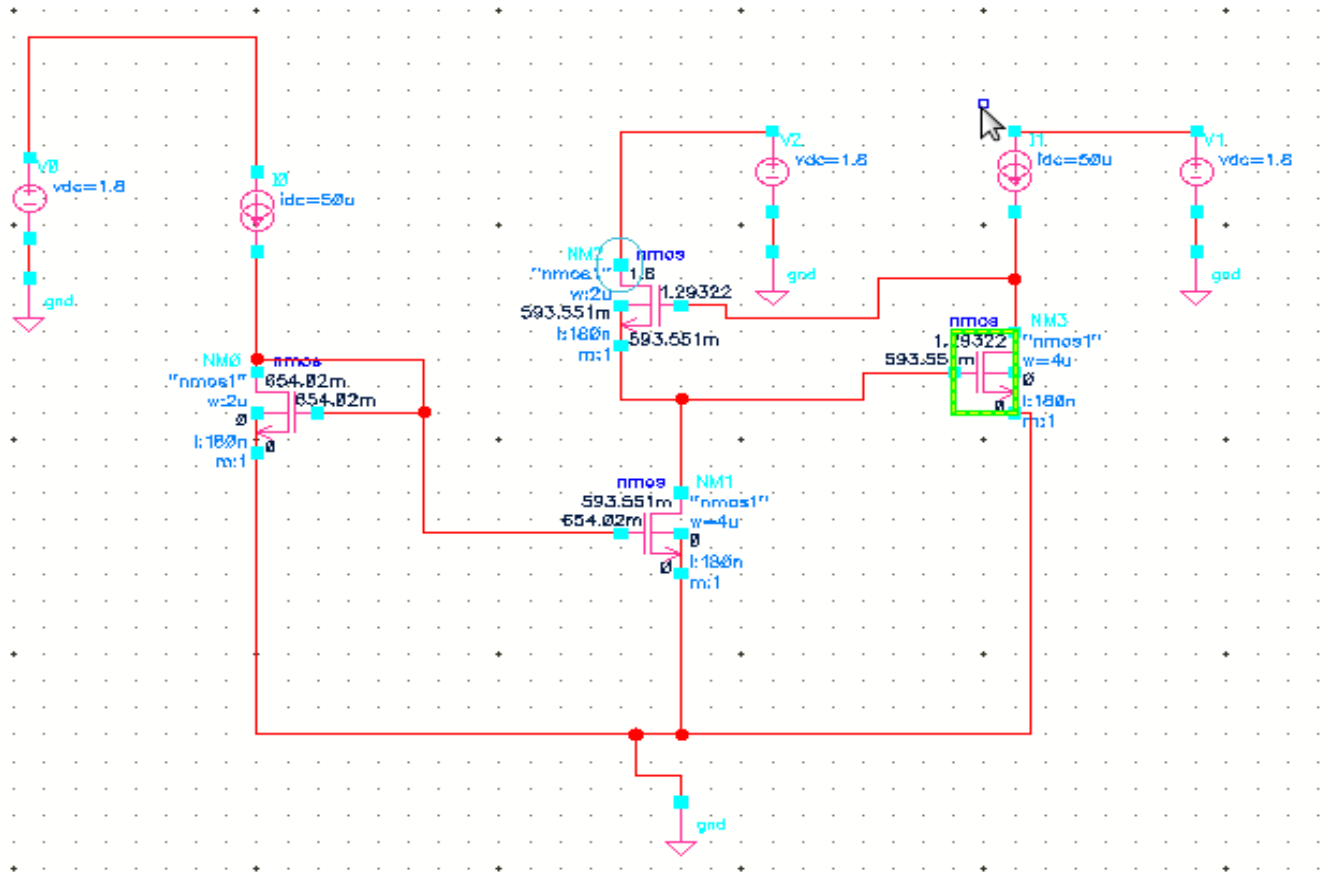 V0
vdc=1.8
gnd
I0
idc=50u
NM0
nmos
"nmos1"
654.02m
w:2u
654.02m
0
l:180n
0
m:1
V2
vdc=1.8
gnd
NM2
nmos
"nmos1"
1.8
w:2u
1.29322
593.551m
l:180n
593.551m
m:1
I1
idc=50u
V1
vdc=1.8
gnd
nmos
NM3
"nmos1"
w=4u
0
l:180n
0
m:1
nmos
NM1
593.551m
"nmos1"
654.02m
w=4u
0
l:180n
0
m:1
gnd